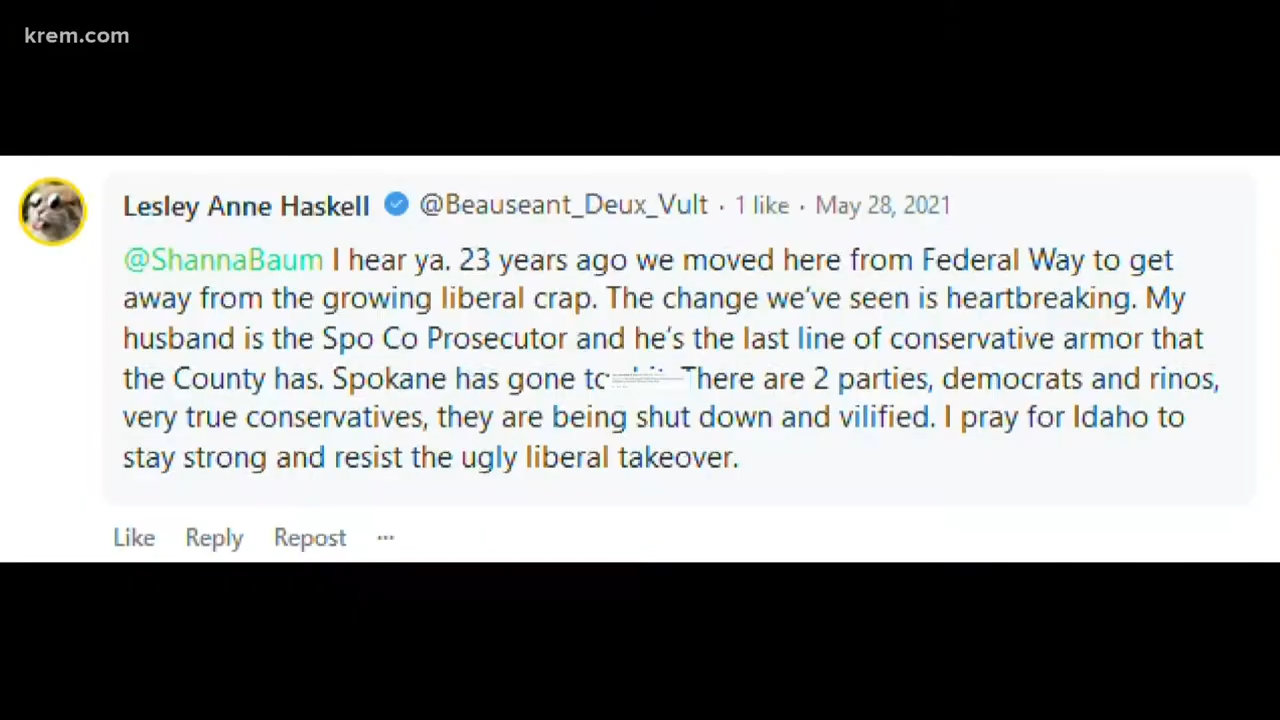 krem.com
Lesley Anne Haskell @Beauseant_Deux_Vult · 1 like · May 28, 2021
@ShannaBaum I hear ya. 23 years ago we moved here from Federal Way to get
away from the growing liberal crap. The change we've seen is heartbreaking. My
husband is the Spo Co Prosecutor and he's the last line of conservative armor that
the County has. Spokane has gone to There are 2 parties, democrats and rinos,
very true conservatives, they are being shut down and vilified. I pray for Idaho to
stay strong and resist the ugly liberal takeover.
Like Reply Repost ...